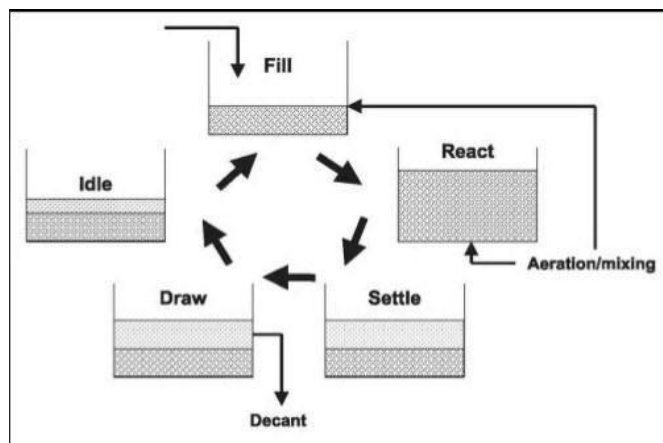 Fill
React
Idle
Aeration/mixing
Draw
Settle
Decant